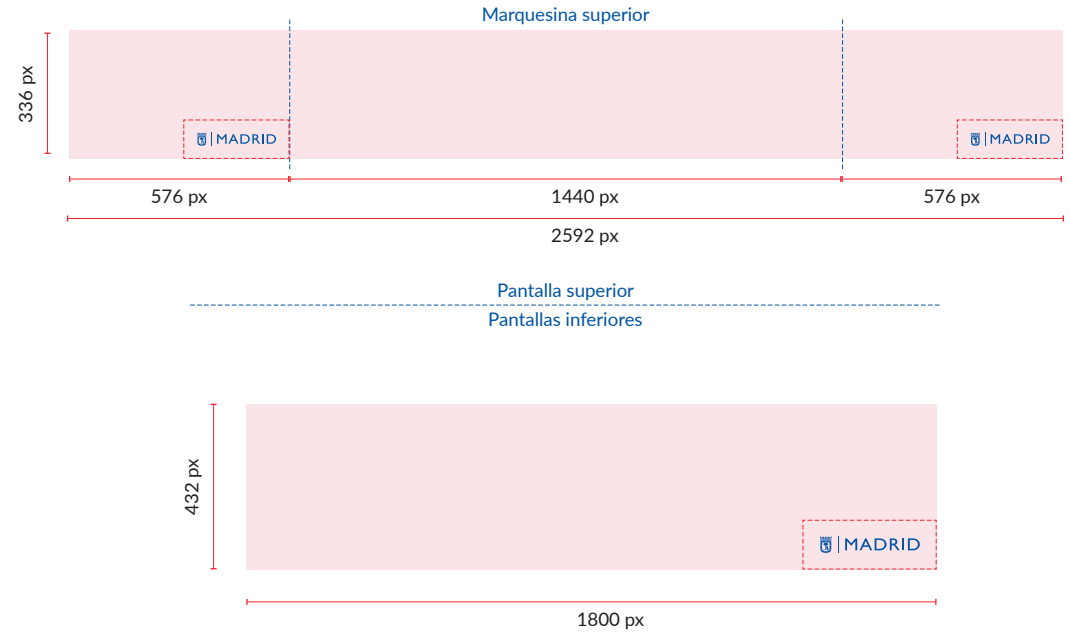 Marquesina superior
336 px
MADRID
MADRID
576 px
1440 px
576 px
2592 px
Pantalla superior
Pantallas inferiores
432 px
MADRID
1800 px